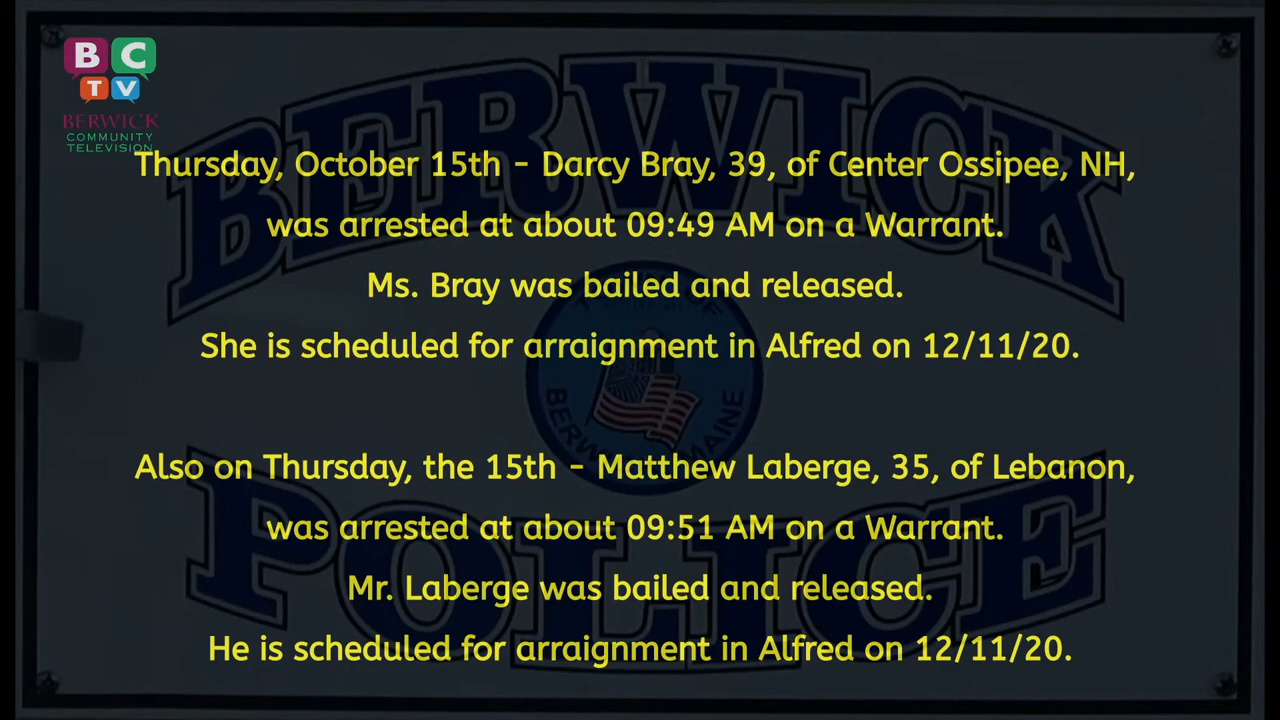 B C
T V
BERWICK
COMMUNITY
TELEVISION
BERWICK
Thursday, October 15th - Darcy Bray, 39, of Center Ossipee, NH,
was arrested at about 09:49 AM on a Warrant.
Ms. Bray was bailed and released.
She is scheduled for arraignment in Alfred on 12/11/20.
Also on Thursday, the 15th - Matthew Laberge, 35, of Lebanon,
was arrested at about 09:51 AM on a Warrant.
Mr. Laberge was bailed and released.
He is scheduled for arraignment in Alfred on 12/11/20.
POLICE